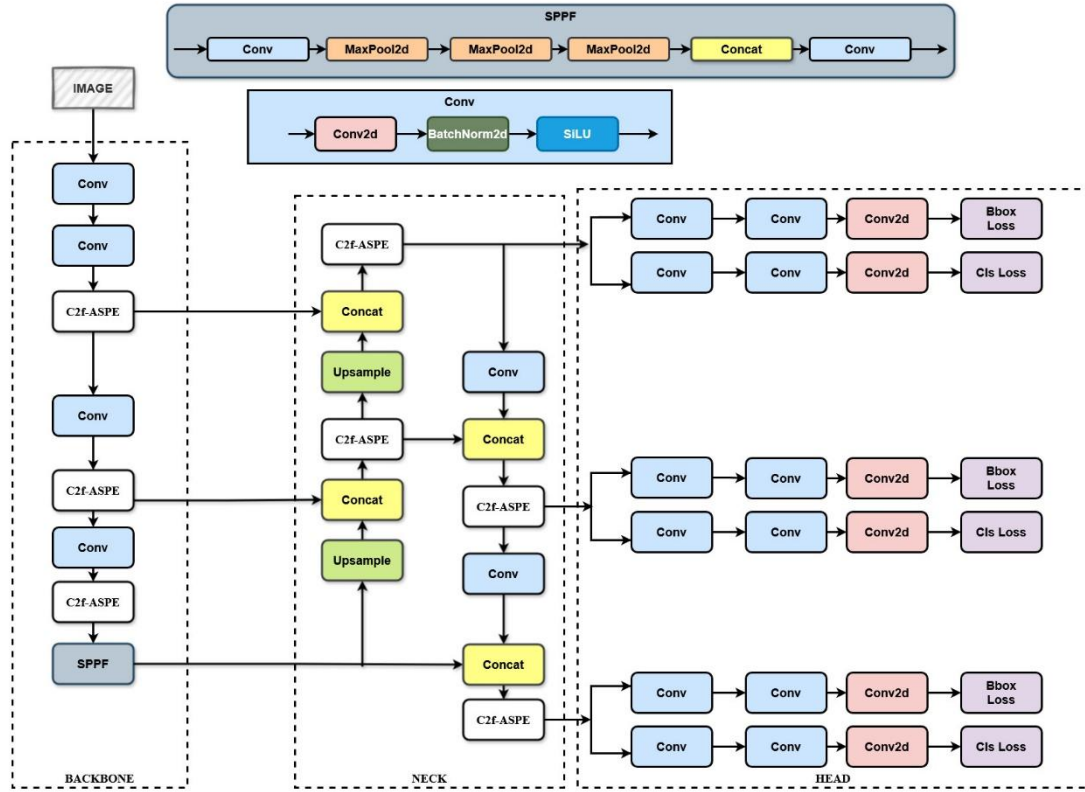 SPPF
Conv MaxPool2d MaxPool2d MaxPool2d Concat Conv
Conv
Conv2d BatchNorm2d SiLU
IMAGE
Conv
Conv
C2f-ASPE
Conv
C2f-ASPE
Conv
C2f-ASPE
SPPF
BACKBONE
C2f-ASPE
Concat
Upsample
C2f-ASPE
Concat
Upsample
Conv
Concat
C2f-ASPE
Conv
Concat
C2f-ASPE
NECK
Conv Conv Conv2d Bbox
Loss
Conv Conv Conv2d Cls Loss
Conv Conv Conv2d Bbox
Loss
Conv Conv Conv2d Cls Loss
Conv Conv Conv2d Bbox
Loss
Conv Conv Conv2d Cls Loss
HEAD